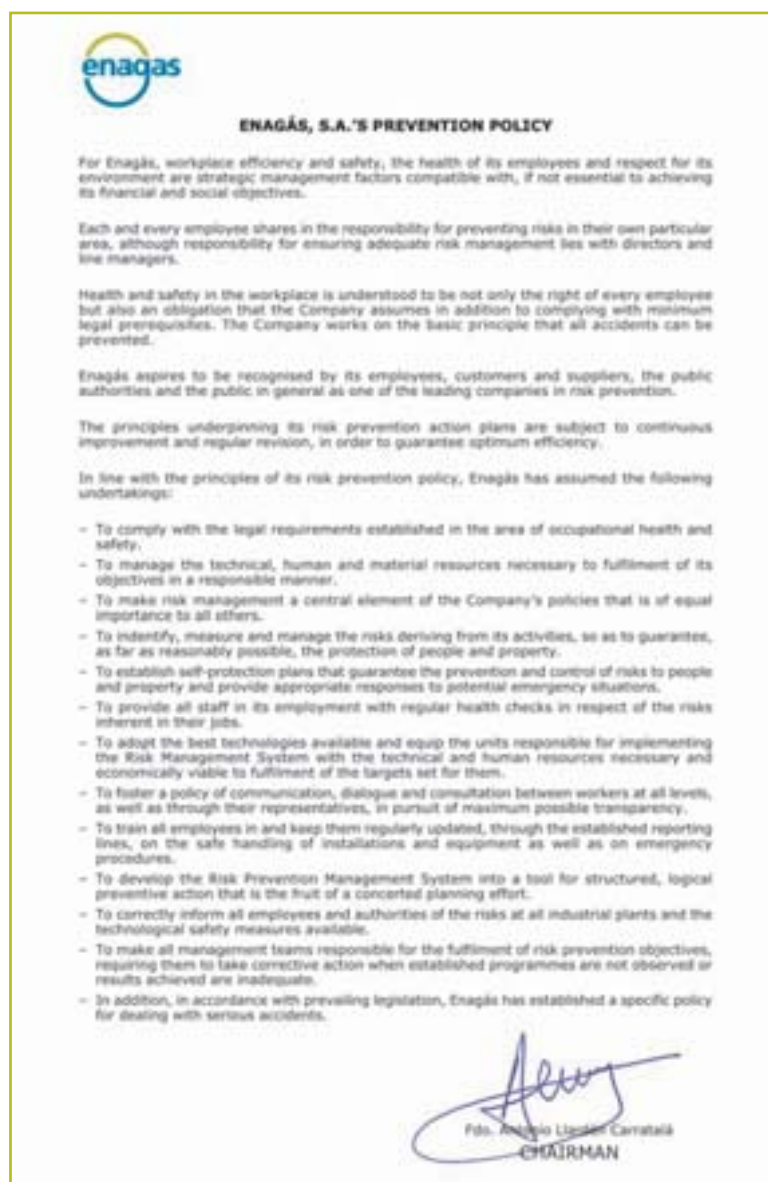 enagas
ENAGÁS, S.A.'S PREVENTION POLICY
For Enagás, workplace efficiency and safety, the health of its employees and respect for its
environment are strategic management factors compatible with, if not essential to achieving
its financial and social objectives.
Each and every employee shares in the responsibility for preventing risks in their own particular
area, although responsibility for ensuring adequate risk management lies with directors and
line managers.
Health and safety in the workplace is understood to be not only the right of every employee
but also an obligation that the Company assumes in addition to complying with minimum
legal prerequisites. The Company works on the basic principle that all accidents can be
prevented.
Enagás aspires to be recognised by its employees, customers and suppliers, the public
authorities and the public in general as one of the leading companies in risk prevention.
The principles underpinning its risk prevention action plans are subject to continuous
improvement and regular revision, in order to guarantee optimum efficiency.
In line with the principles of its risk prevention policy, Enagás has assumed the following
undertakings:
– To comply with the legal requirements established in the area of occupational health and
safety.
– To manage the technical, human and material resources necessary to fulfilment of its
objectives in a responsible manner.
– To make risk management a central element of the Company's policies that is of equal
importance to all others.
– To indentify, measure and manage the risks deriving from its activities, so as to guarantee,
as far as reasonably possible, the protection of people and property.
– To establish self-protection plans that guarantee the prevention and control of risks to people
and property and provide appropriate responses to potential emergency situations.
– To provide all staff in its employment with regular health checks in respect of the risks
inherent in their jobs.
– To adopt the best technologies available and equip the units responsible for implementing
the Risk Management System with the technical and human resources necessary and
economically viable to fulfilment of the targets set for them.
– To foster a policy of communication, dialogue and consultation between workers at all levels,
as well as through their representatives, in pursuit of maximum possible transparency.
– To train all employees in and keep them regularly updated, through the established reporting
lines, on the safe handling of installations and equipment as well as on emergency
procedures.
– To develop the Risk Prevention Management System into a tool for structured, logical
preventive action that is the fruit of a concerted planning effort.
– To correctly inform all employees and authorities of the risks at all industrial plants and the
technological safety measures available.
– To make all management teams responsible for the fulfilment of risk prevention objectives,
requiring them to take corrective action when established programmes are not observed or
results achieved are inadequate.
– In addition, in accordance with prevailing legislation, Enagás has established a specific policy
for dealing with serious accidents.
Fdo. Antonio Llardén Carratalá
CHAIRMAN